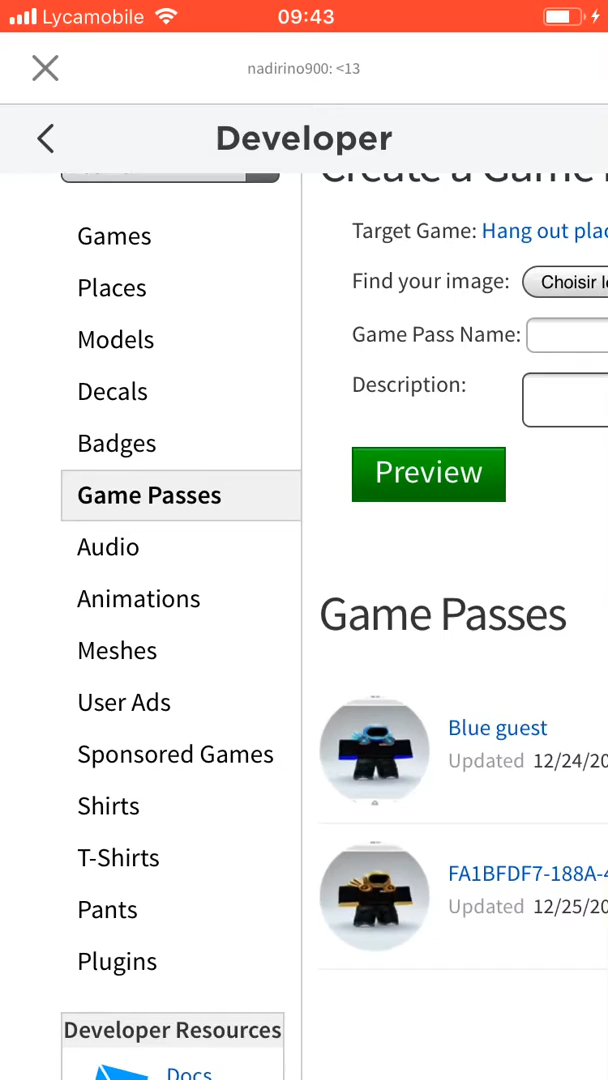 Lycamobile
09:43
nadirino900: <13
Developer
Create a Game
Target Game: Hang out plac
Find your image:
Choisir l
Game Pass Name:
Description:
Preview
Games
Places
Models
Decals
Badges
Game Passes
Audio
Animations
Meshes
User Ads
Sponsored Games
Shirts
T-Shirts
Pants
Plugins
Developer Resources
Docs
Game Passes
Blue guest
Updated 12/24/20
FA1BFDF7-188A-4
Updated 12/25/20